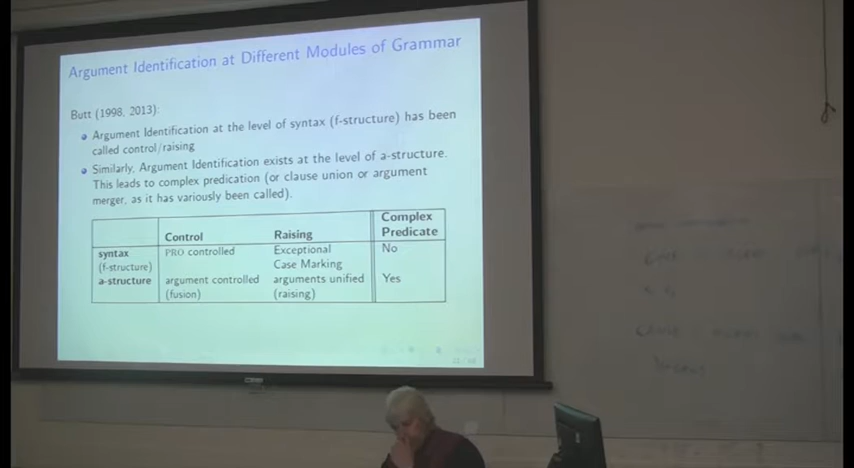 Argument Identification at Different Modules of Grammar
Butt (1998, 2013):
Argument Identification at the level of syntax (f-structure) has been
called control/raising
Similarly, Argument Identification exists at the level of a-structure.
This leads to complex predication (or clause union or argument
merger, as it has variously been called).
Complex
Control Raising Predicate
syntax PRO controlled Exceptional No
(f-structure) Case Marking
a-structure argument controlled arguments unified Yes
(fusion) (raising)